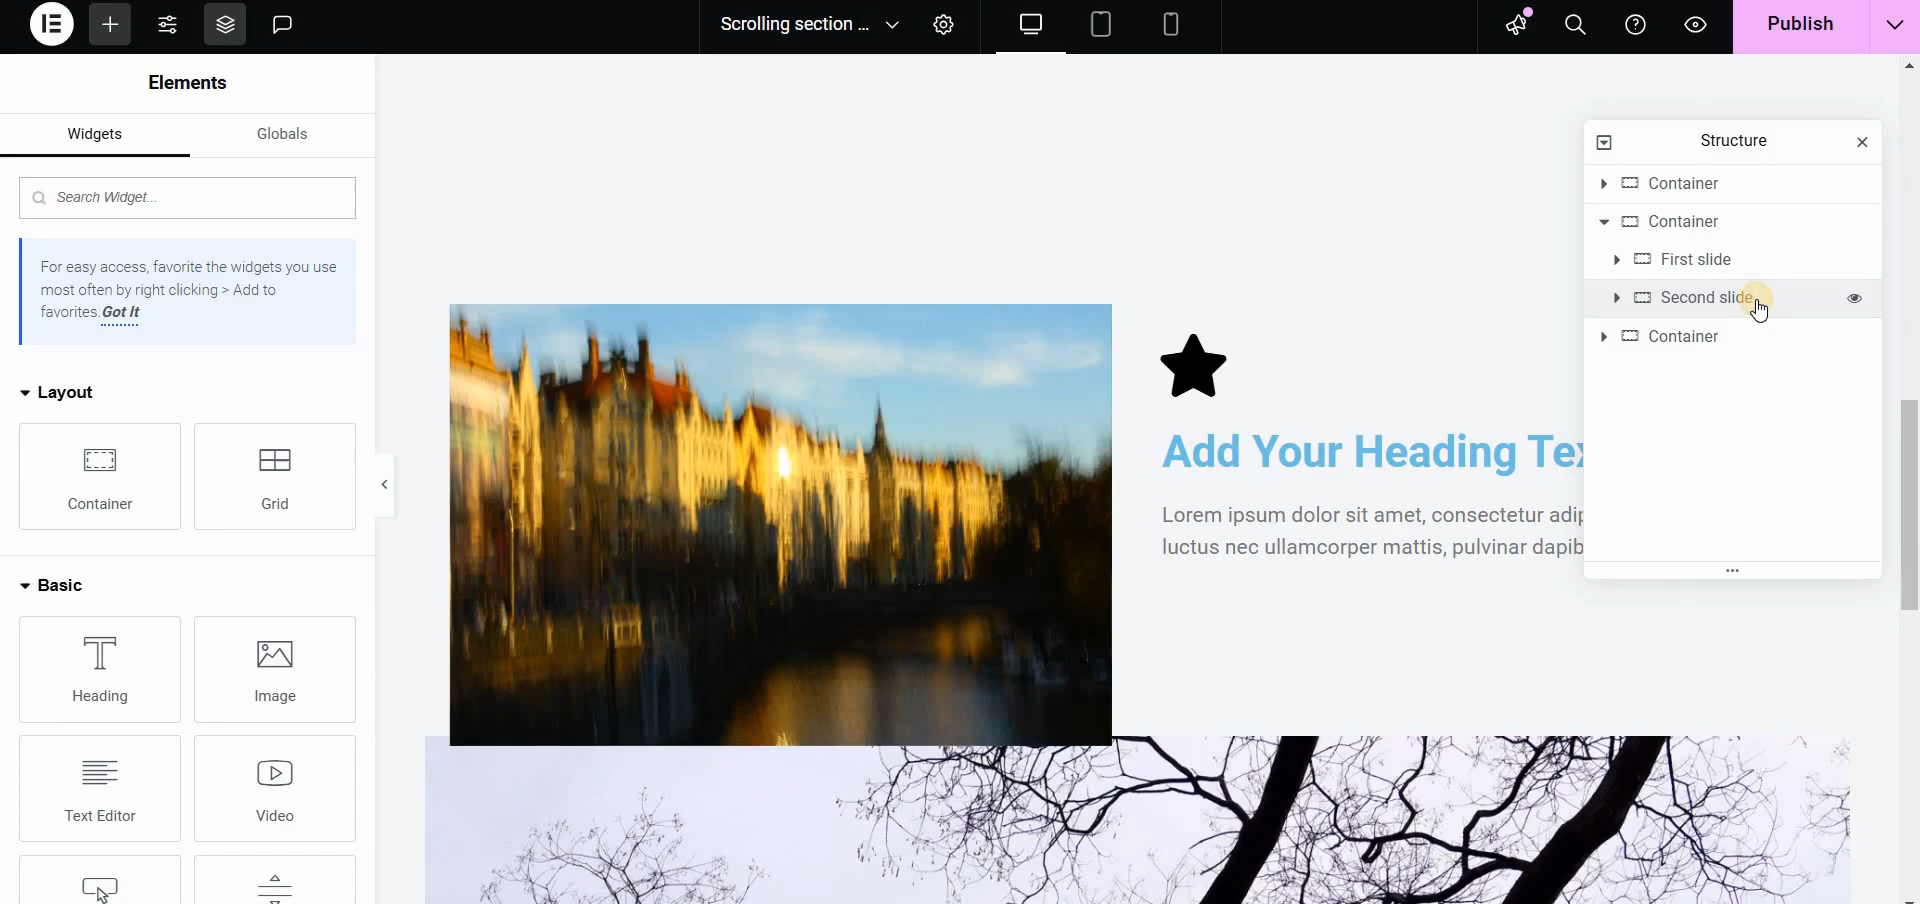 Scrolling section ...
Publish
Elements
Widgets
Globals
Search Widget...
For easy access, favorite the widgets you use
most often by right clicking > Add to
favorites. Got It
Layout
Container
Grid
Basic
Heading
Image
Text Editor
Video
Add Your Heading Te
Lorem ipsum dolor sit amet, consectetur adip
luctus nec ullamcorper mattis, pulvinar dapib
Structure
Container
Container
First slide
Second slide
Container